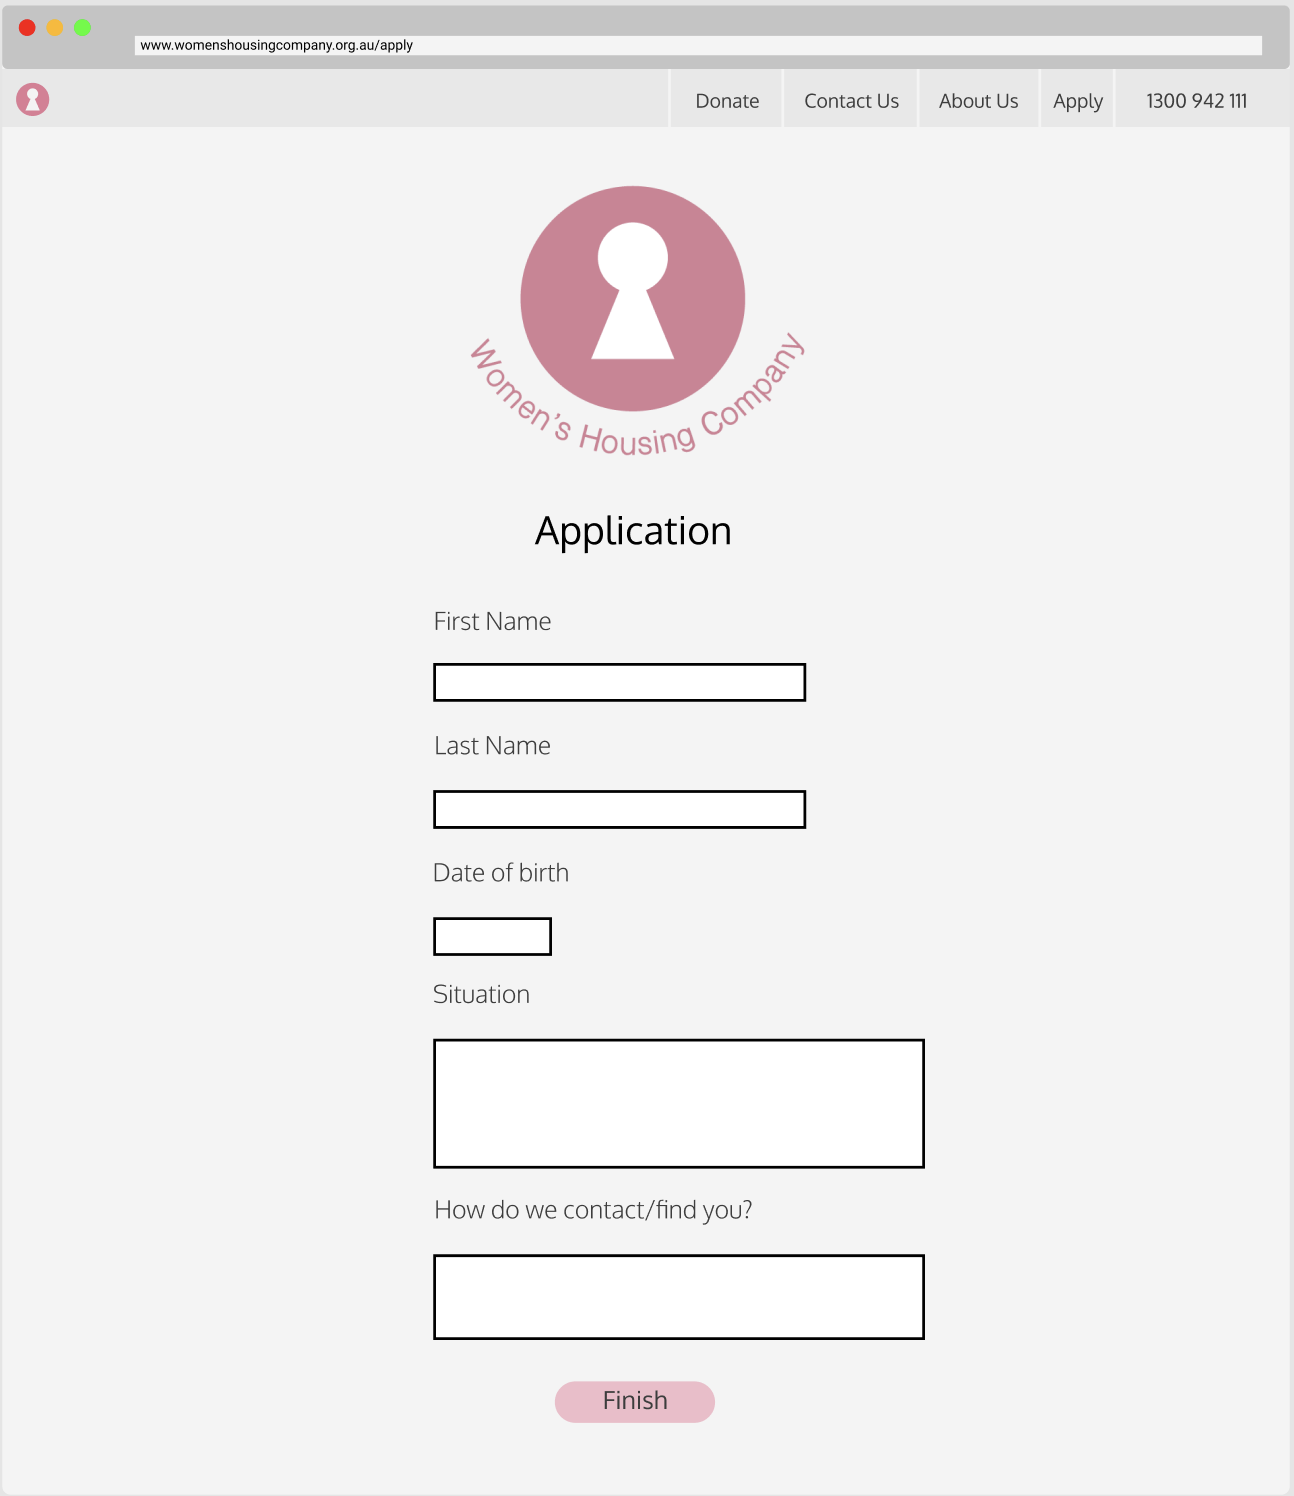 www.womenshousingcompany.org.au/apply
Donate
Contact Us
About Us
Apply
1300 942 111
Women’s Housing Company
Application
First Name
Last Name
Date of birth
Situation
How do we contact/find you?
Finish